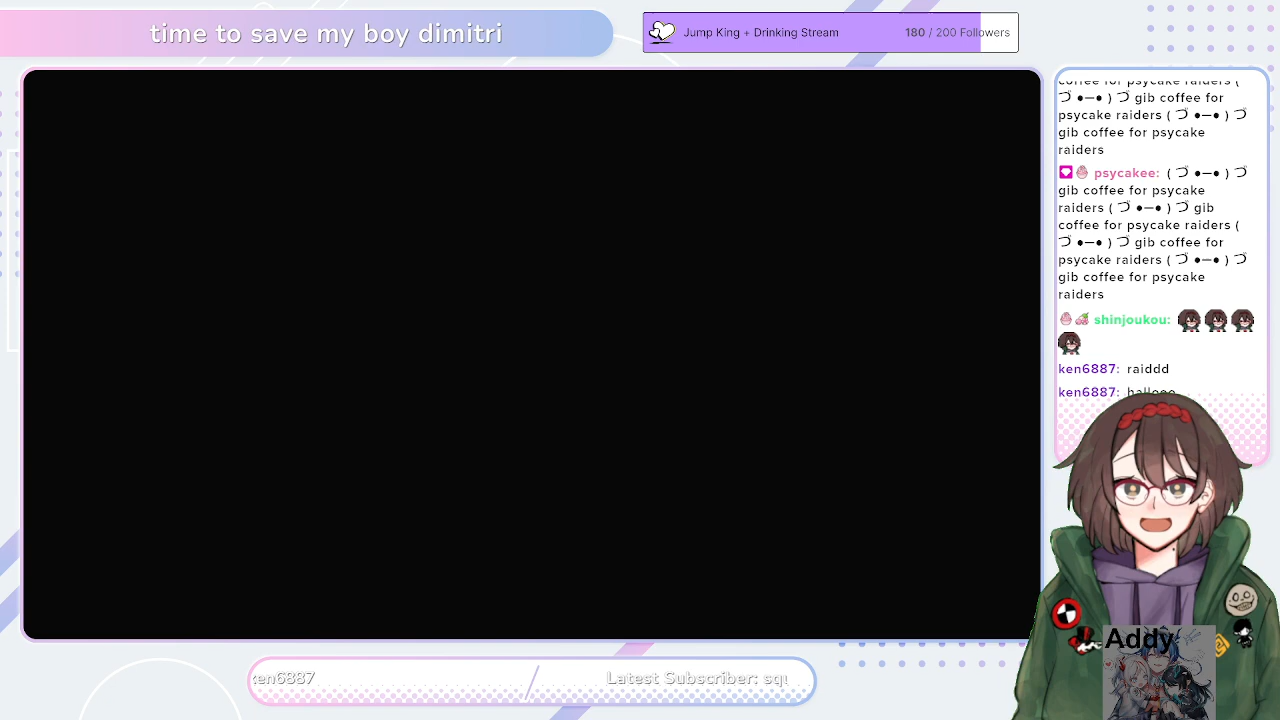 time to save my boy dimitri
Jump King + Drinking Stream 180 / 200 Followers
coffee for psycake raiders (
づ •–• ) づ gib coffee for
psycake raiders ( づ •–• ) づ
gib coffee for psycake
raiders
psycakee: ( づ •–• ) づ
gib coffee for psycake
raiders ( づ •–• ) づ gib
coffee for psycake raiders (
づ •–• ) づ gib coffee for
psycake raiders ( づ •–• ) づ
gib coffee for psycake
raiders
shinjoukou:
ken6887: raiddd
ken6887: hallooo
Addy
ken6887 Latest Subscriber: